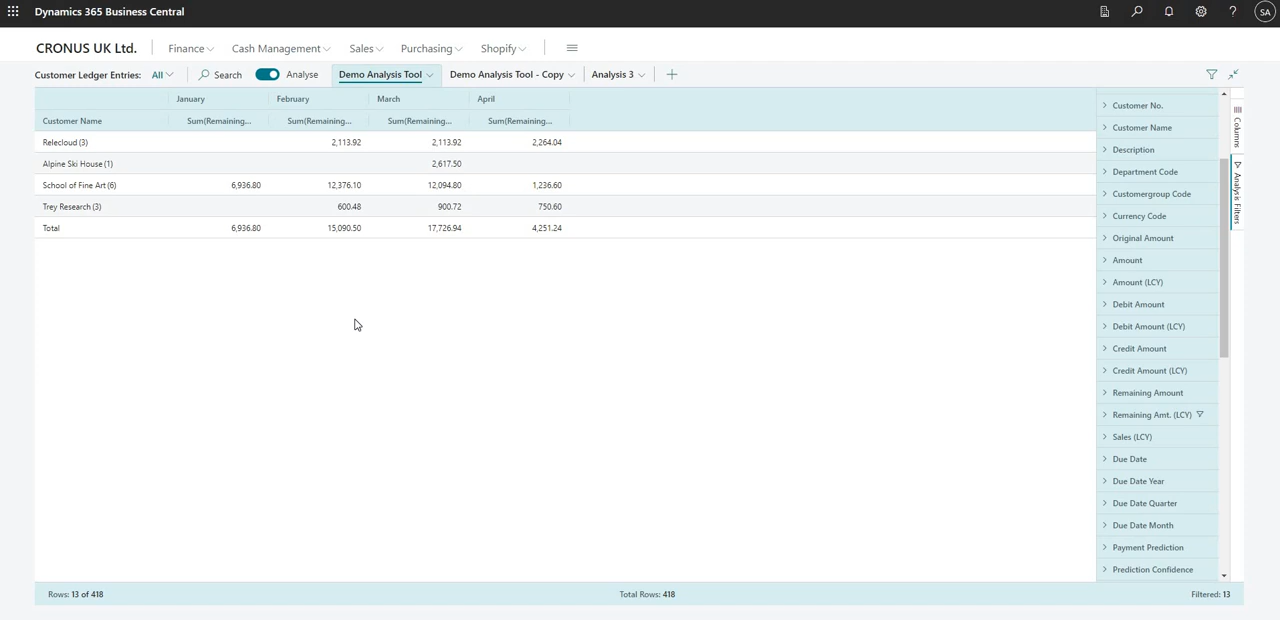 Dynamics 365 Business Central
SA
CRONUS UK Ltd. Finance Cash Management Sales Purchasing Shopify
Customer Ledger Entries: All Search Analyse Demo Analysis Tool Demo Analysis Tool - Copy Analysis 3
January February March April
Customer Name Sum(Remaining... Sum(Remaining... Sum(Remaining... Sum(Remaining...
Relecloud (3) 2,113.92 2,113.92 2,264.04
Alpine Ski House (1) 2,617.50
School of Fine Art (6) 6,936.80 12,376.10 12,094.80 1,236.60
Trey Research (3) 600.48 900.72 750.60
Total 6,936.80 15,090.50 17,726.94 4,251.24
Customer No.
Customer Name
Description
Department Code
Customergroup Code
Currency Code
Original Amount
Amount
Amount (LCY)
Debit Amount
Debit Amount (LCY)
Credit Amount
Credit Amount (LCY)
Remaining Amount
Remaining Amt. (LCY)
Sales (LCY)
Due Date
Due Date Year
Due Date Quarter
Due Date Month
Payment Prediction
Prediction Confidence
Columns
Analysis Filters
Rows: 13 of 418 Total Rows: 418 Filtered: 13